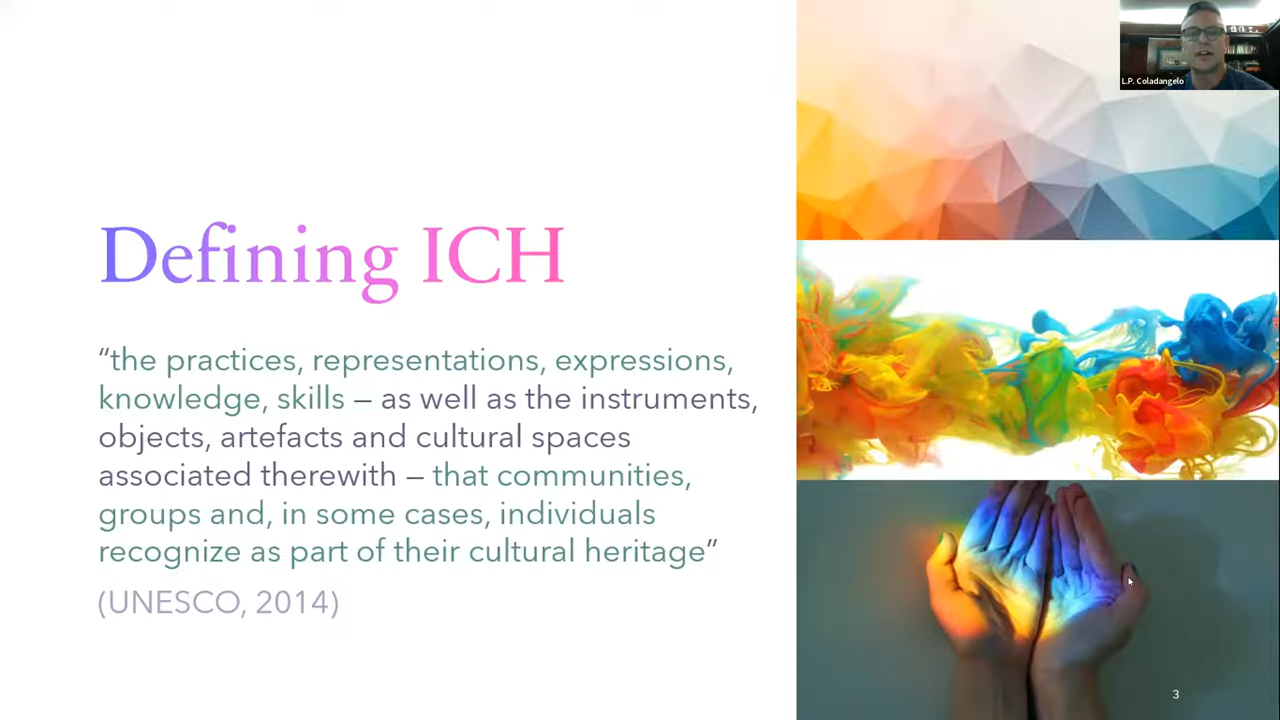 L.P. Coladangelo
Defining ICH
“the practices, representations, expressions,
knowledge, skills – as well as the instruments,
objects, artefacts and cultural spaces
associated therewith – that communities,
groups and, in some cases, individuals
recognize as part of their cultural heritage”
(UNESCO, 2014)
3